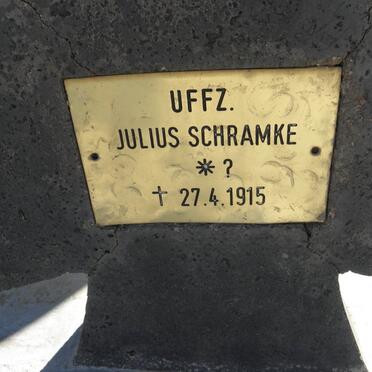 UFFZ.
JULIUS SCHRAMKE
* ?
† 27.4.1915